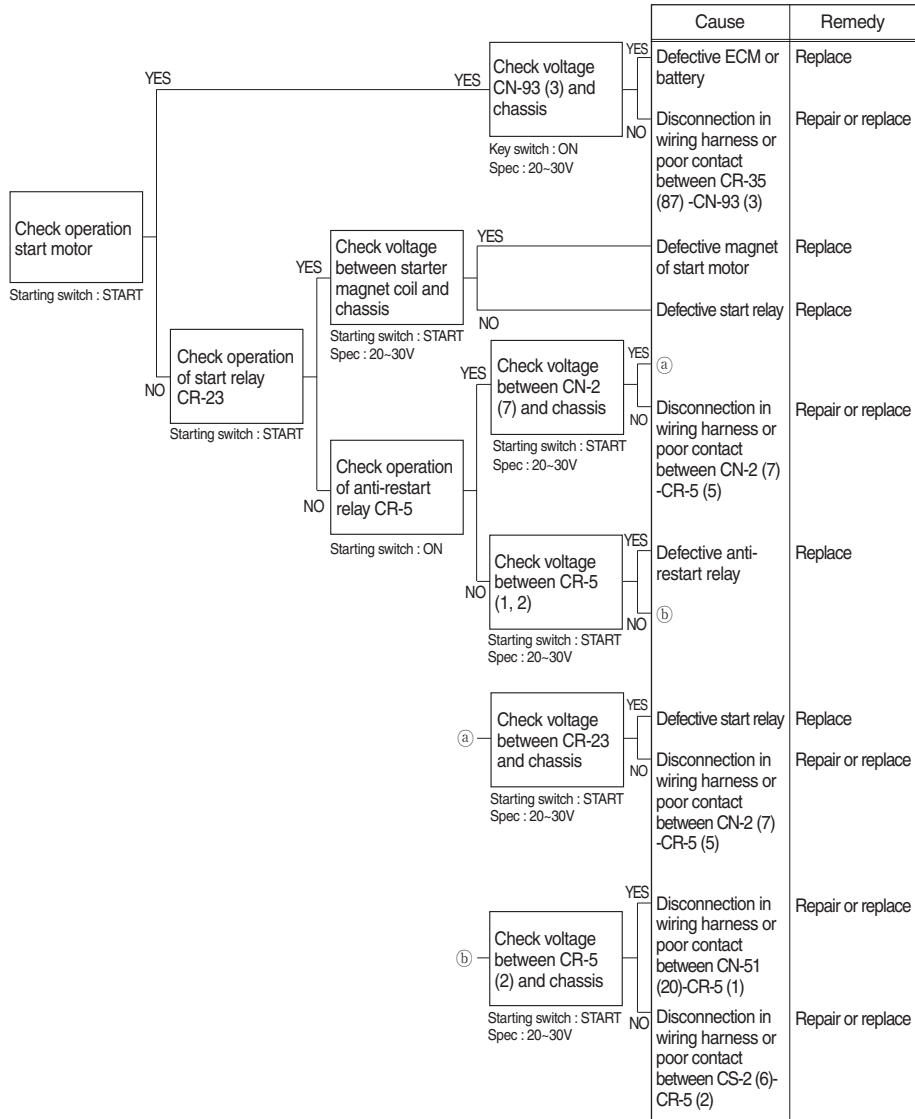 Cause
Remedy
YES
YES
Check voltage
CN-93 (3) and
chassis
Key switch : ON
Spec : 20~30V
YES
Defective ECM or
battery
Replace
NO
Disconnection in
wiring harness or
poor contact
between CR-35
(87) -CN-93 (3)
Repair or replace
Check operation
start motor
Starting switch : START
NO
Check operation
of start relay
CR-23
Starting switch : START
YES
Check voltage
between starter
magnet coil and
chassis
Starting switch : START
Spec : 20~30V
YES
Defective magnet
of start motor
Replace
NO
Defective start relay
Replace
NO
Check operation
of anti-restart
relay CR-5
Starting switch : ON
YES
Check voltage
between CN-2
(7) and chassis
Starting switch : START
Spec : 20~30V
YES
ⓐ
NO
Disconnection in
wiring harness or
poor contact
between CN-2 (7)
-CR-5 (5)
Repair or replace
NO
Check voltage
between CR-5
(1, 2)
Starting switch : START
Spec : 20~30V
YES
Defective anti-
restart relay
Replace
NO
ⓑ
ⓐ
Check voltage
between CR-23
and chassis
Starting switch : START
Spec : 20~30V
YES
Defective start relay
Replace
NO
Disconnection in
wiring harness or
poor contact
between CN-2 (7)
-CR-5 (5)
Repair or replace
ⓑ
Check voltage
between CR-5
(2) and chassis
Starting switch : START
Spec : 20~30V
YES
Disconnection in
wiring harness or
poor contact
between CN-51
(20)-CR-5 (1)
Repair or replace
NO
Disconnection in
wiring harness or
poor contact
between CS-2 (6)-
CR-5 (2)
Repair or replace